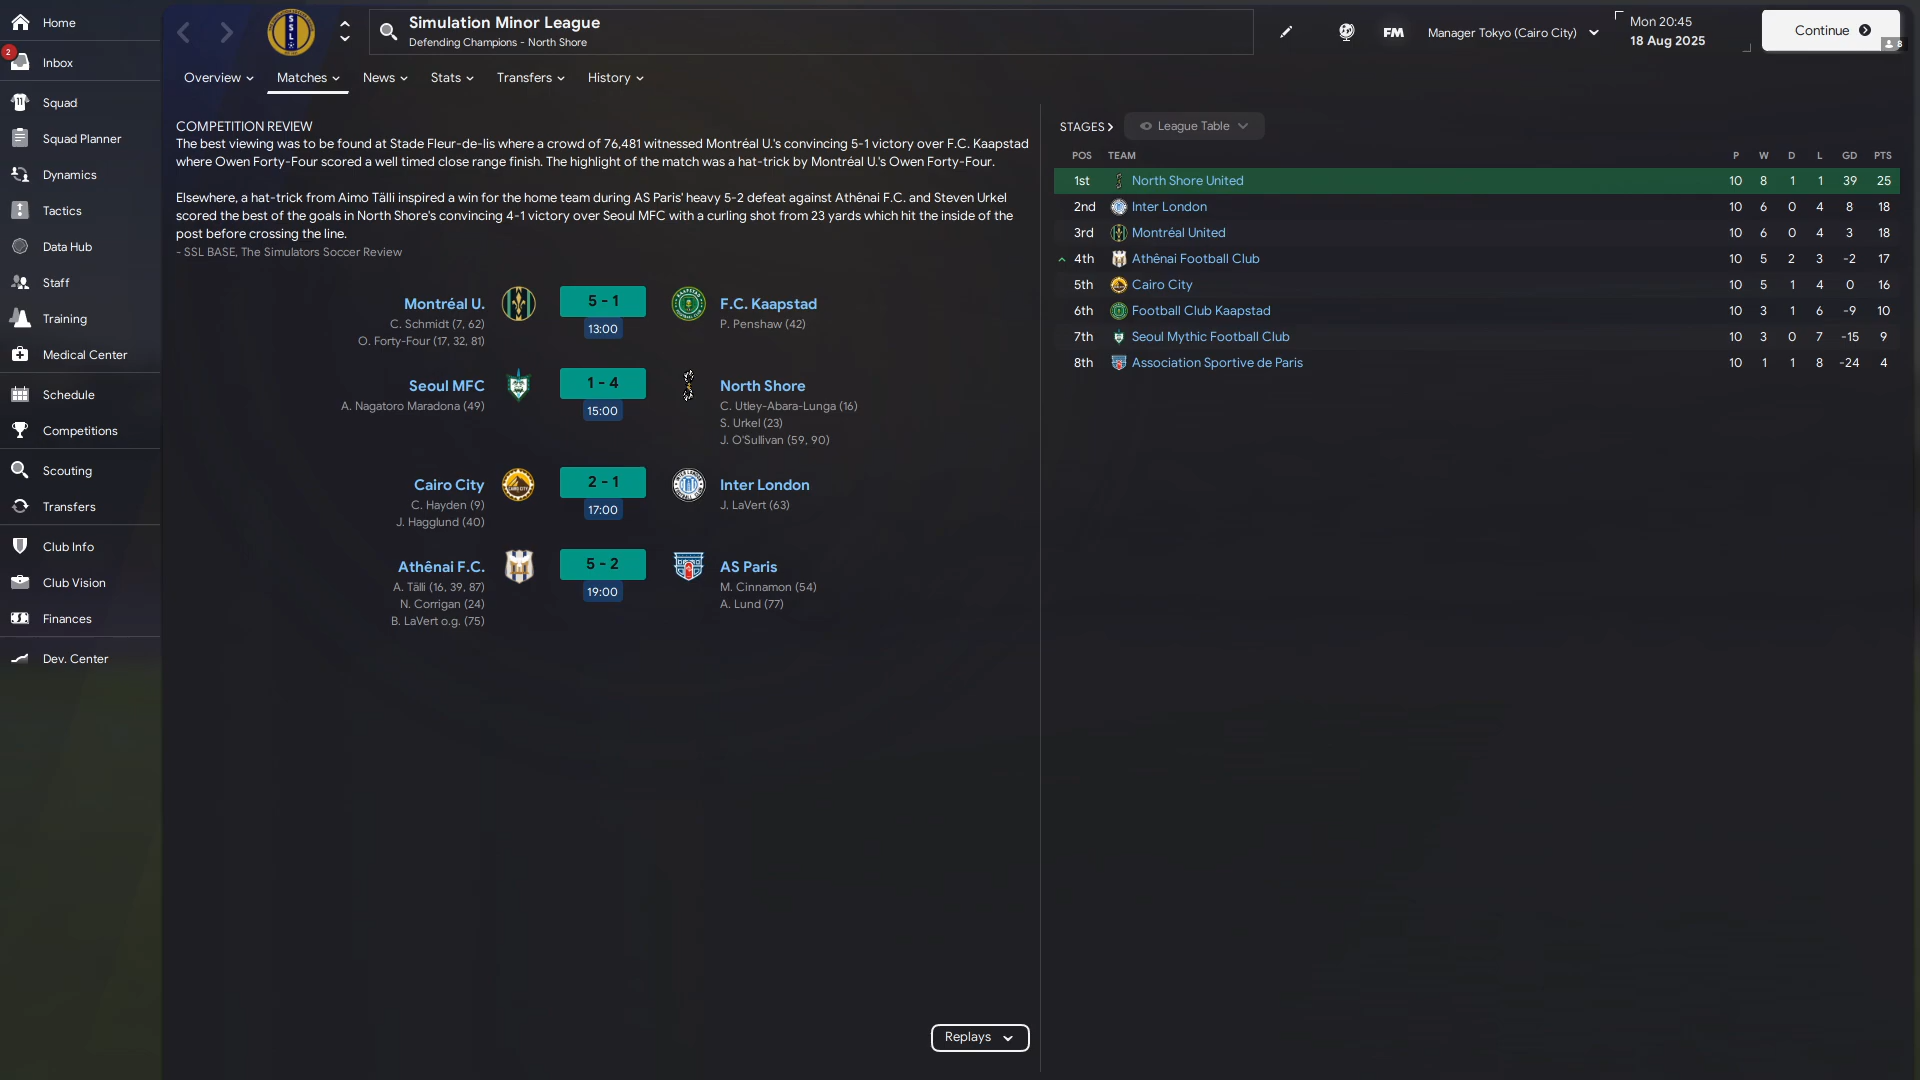 Home
2
Inbox
Squad
Squad Planner
Dynamics
Tactics
Data Hub
Staff
Training
Medical Center
Schedule
Competitions
Scouting
Transfers
Club Info
Club Vision
Finances
Dev. Center
Simulation Minor League
Defending Champions - North Shore
FM
Manager Tokyo (Cairo City)
Mon 20:45
18 Aug 2025
Continue
8
Overview Matches News Stats Transfers History
COMPETITION REVIEW
The best viewing was to be found at Stade Fleur-de-lis where a crowd of 76,481 witnessed Montréal U.'s convincing 5-1 victory over F.C. Kaapstad
where Owen Forty-Four scored a well timed close range finish. The highlight of the match was a hat-trick by Montréal U.'s Owen Forty-Four.
Elsewhere, a hat-trick from Aimo Tälli inspired a win for the home team during AS Paris' heavy 5-2 defeat against Athênai F.C. and Steven Urkel
scored the best of the goals in North Shore's convincing 4-1 victory over Seoul MFC with a curling shot from 23 yards which hit the inside of the
post before crossing the line.
- SSL BASE, The Simulators Soccer Review
Montréal U. 5 - 1 F.C. Kaapstad
C. Schmidt (7, 62) 13:00 P. Penshaw (42)
O. Forty-Four (17, 32, 81)
Seoul MFC 1 - 4 North Shore
A. Nagatoro Maradona (49) 15:00 C. Utley-Abara-Lunga (16)
S. Urkel (23)
J. O'Sullivan (59, 90)
Cairo City 2 - 1 Inter London
C. Hayden (9) 17:00 J. LaVert (63)
J. Hagglund (40)
Athênai F.C. 5 - 2 AS Paris
A. Tälli (16, 39, 87) 19:00 M. Cinnamon (54)
N. Corrigan (24) A. Lund (77)
B. LaVert o.g. (75)
Replays
STAGES League Table
POS TEAM P W D L GD PTS
1st North Shore United 10 8 1 1 39 25
2nd Inter London 10 6 0 4 8 18
3rd Montréal United 10 6 0 4 3 18
4th Athênai Football Club 10 5 2 3 -2 17
5th Cairo City 10 5 1 4 0 16
6th Football Club Kaapstad 10 3 1 6 -9 10
7th Seoul Mythic Football Club 10 3 0 7 -15 9
8th Association Sportive de Paris 10 1 1 8 -24 4